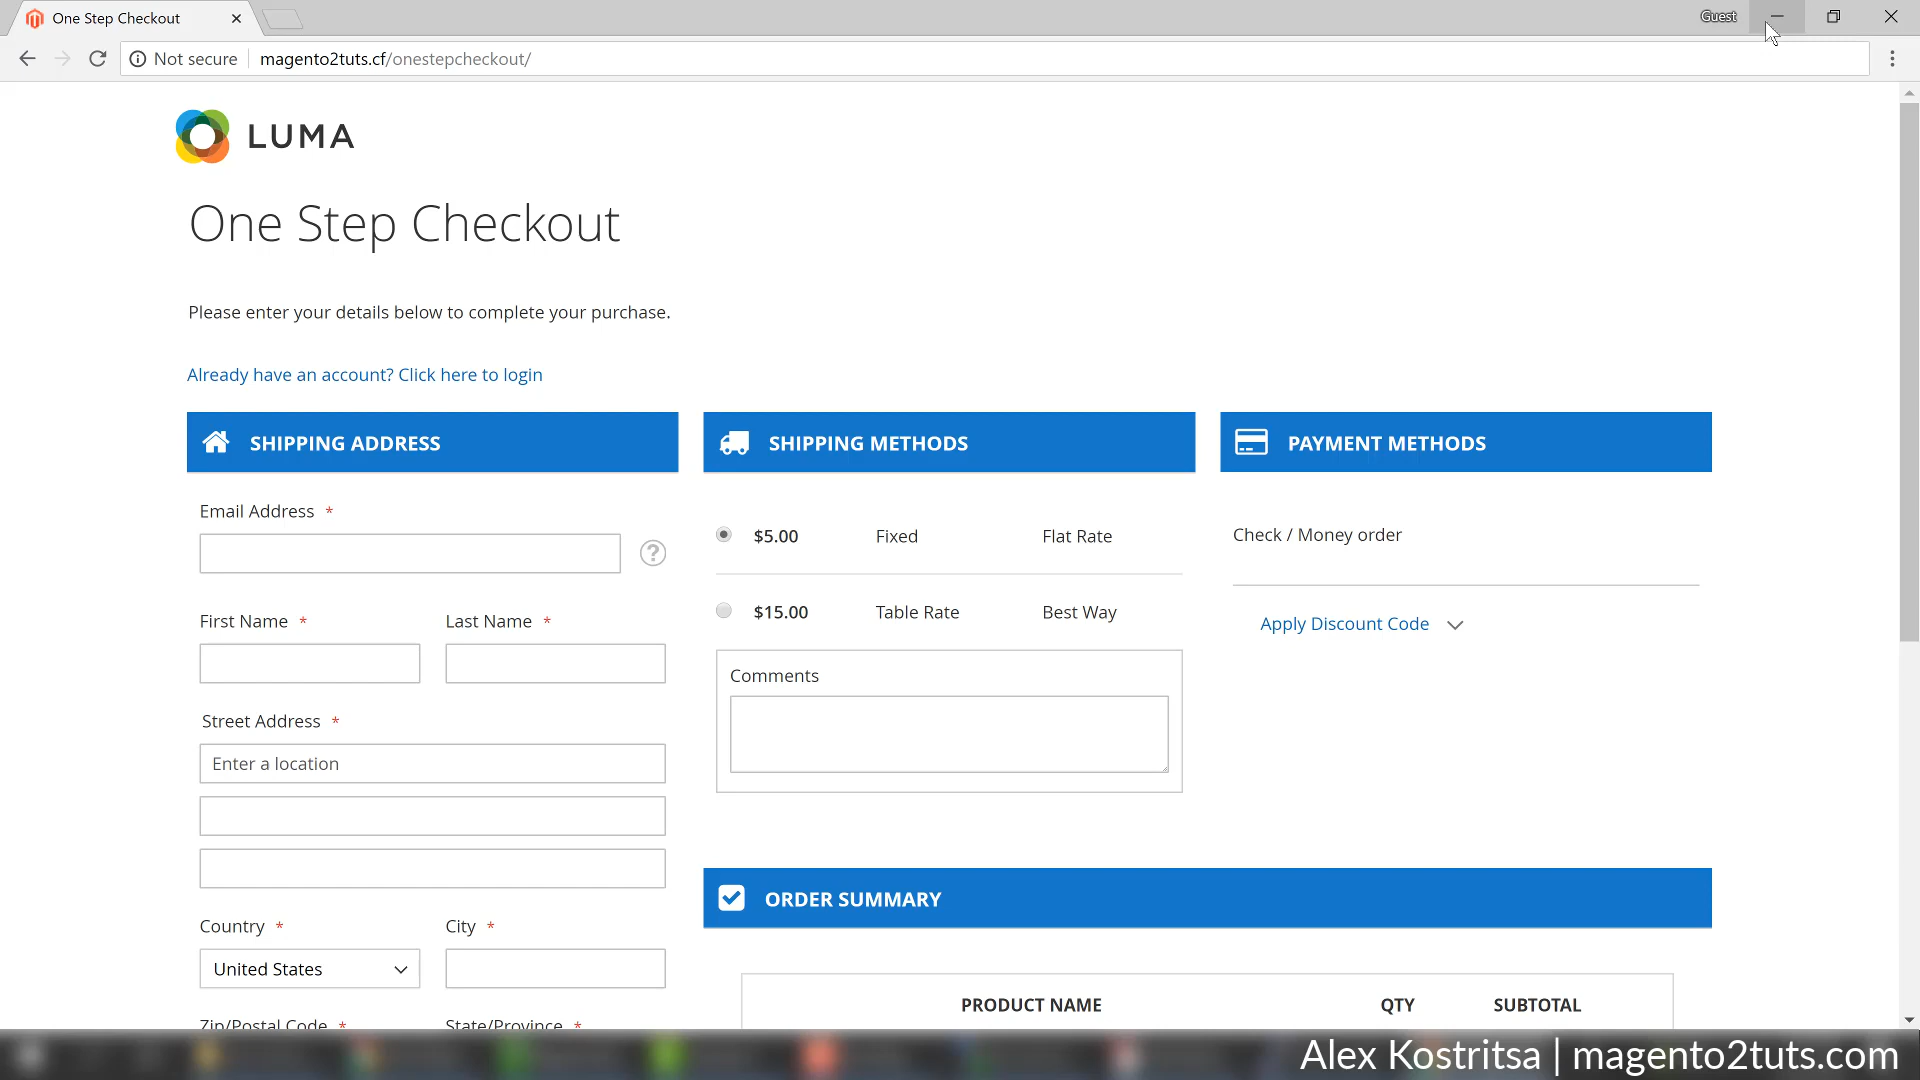 One Step Checkout
Guest
Not secure
magento2tuts.cf/onestepcheckout/
LUMA
One Step Checkout
Please enter your details below to complete your purchase.
Already have an account? Click here to login
SHIPPING ADDRESS
Email Address *
First Name *
Last Name *
Street Address *
Enter a location
Country *
City *
United States
Zip/Postal Code *
State/Province *
SHIPPING METHODS
$5.00 Fixed Flat Rate
$15.00 Table Rate Best Way
Comments
PAYMENT METHODS
Check / Money order
Apply Discount Code
ORDER SUMMARY
PRODUCT NAME QTY SUBTOTAL
Alex Kostritsa | magento2tuts.com